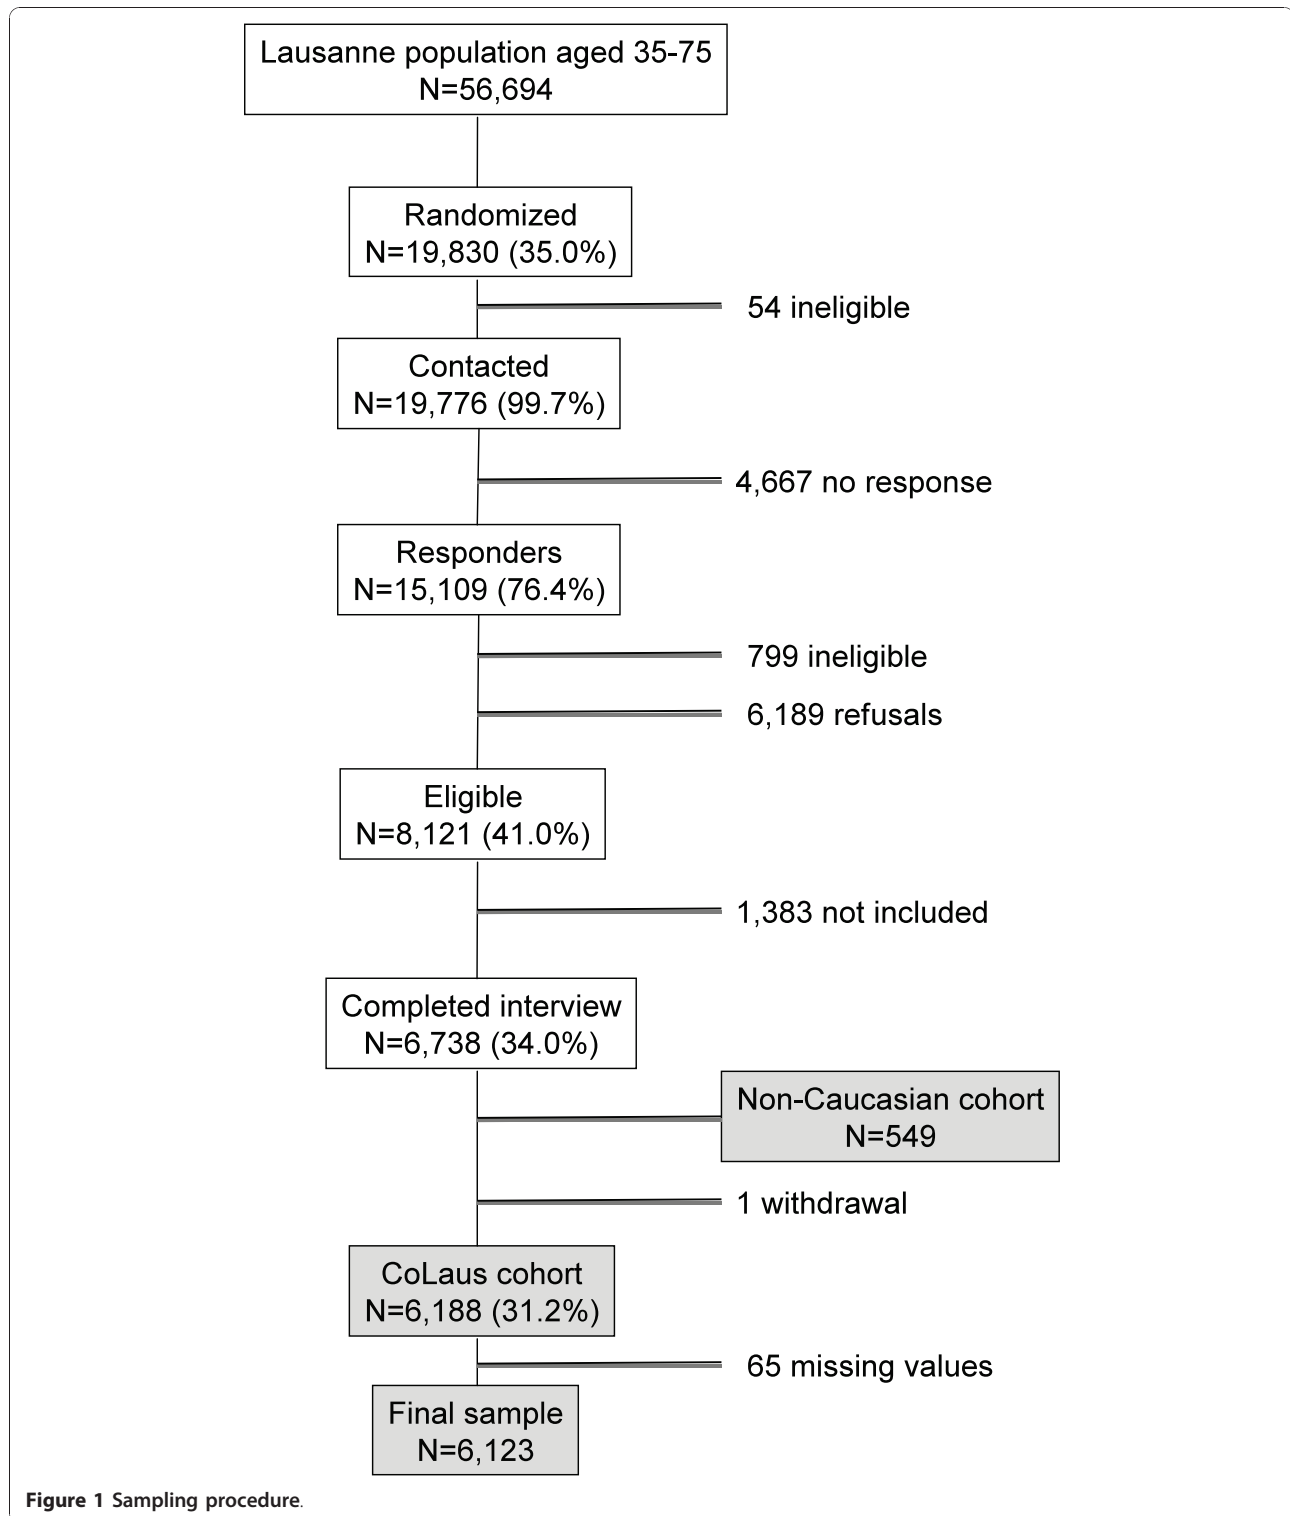 Lausanne population aged 35-75
N=56,694
Randomized
N=19,830 (35.0%)
54 ineligible
Contacted
N=19,776 (99.7%)
4,667 no response
Responders
N=15,109 (76.4%)
799 ineligible
6,189 refusals
Eligible
N=8,121 (41.0%)
1,383 not included
Completed interview
N=6,738 (34.0%)
Non-Caucasian cohort
N=549
1 withdrawal
CoLaus cohort
N=6,188 (31.2%)
65 missing values
Final sample
N=6,123
Figure 1 Sampling procedure.